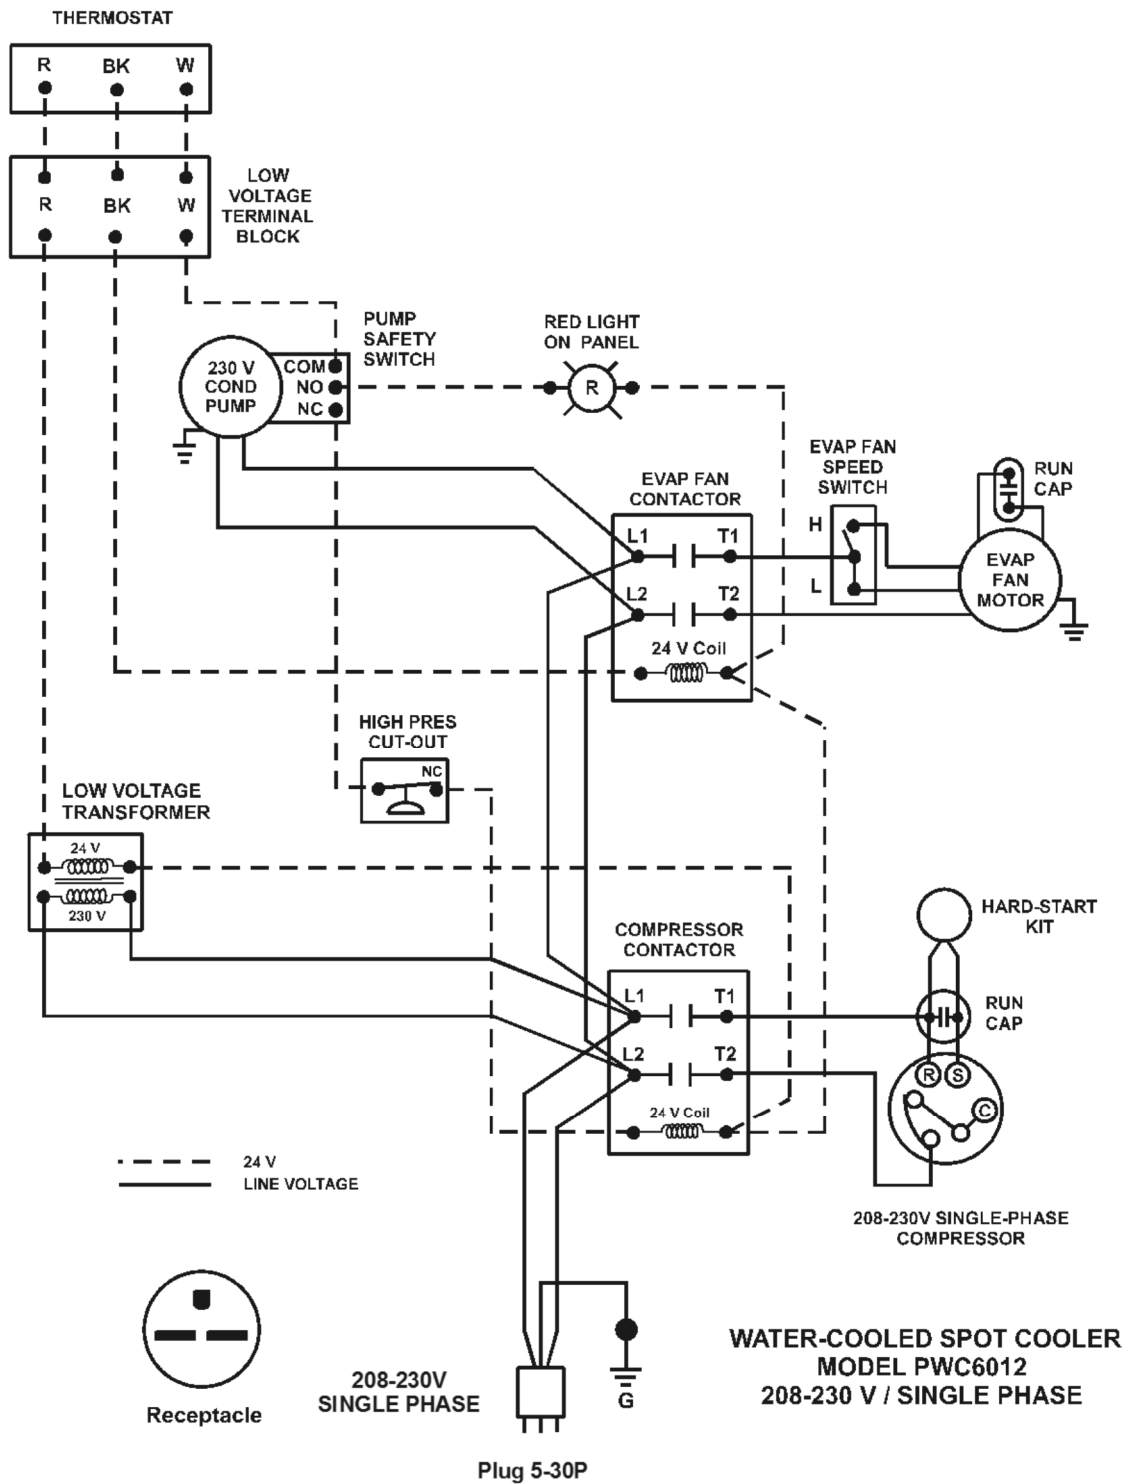 THERMOSTAT
R BK W
R BK W
LOW
VOLTAGE
TERMINAL
BLOCK
PUMP
SAFETY
SWITCH
230 V
COND
PUMP
COM
NO
NC
RED LIGHT
ON PANEL
R
EVAP FAN
CONTACTOR
L1 T1
L2 T2
24 V Coil
EVAP FAN
SPEED
SWITCH
H
L
RUN
CAP
EVAP
FAN
MOTOR
HIGH PRES
CUT-OUT
NC
LOW VOLTAGE
TRANSFORMER
24 V
230 V
COMPRESSOR
CONTACTOR
L1 T1
L2 T2
24 V Coil
HARD-START
KIT
RUN
CAP
R S
C
208-230V SINGLE-PHASE
COMPRESSOR
24 V
LINE VOLTAGE
Receptacle
208-230V
SINGLE PHASE
G
Plug 5-30P
WATER-COOLED SPOT COOLER
MODEL PWC6012
208-230 V / SINGLE PHASE